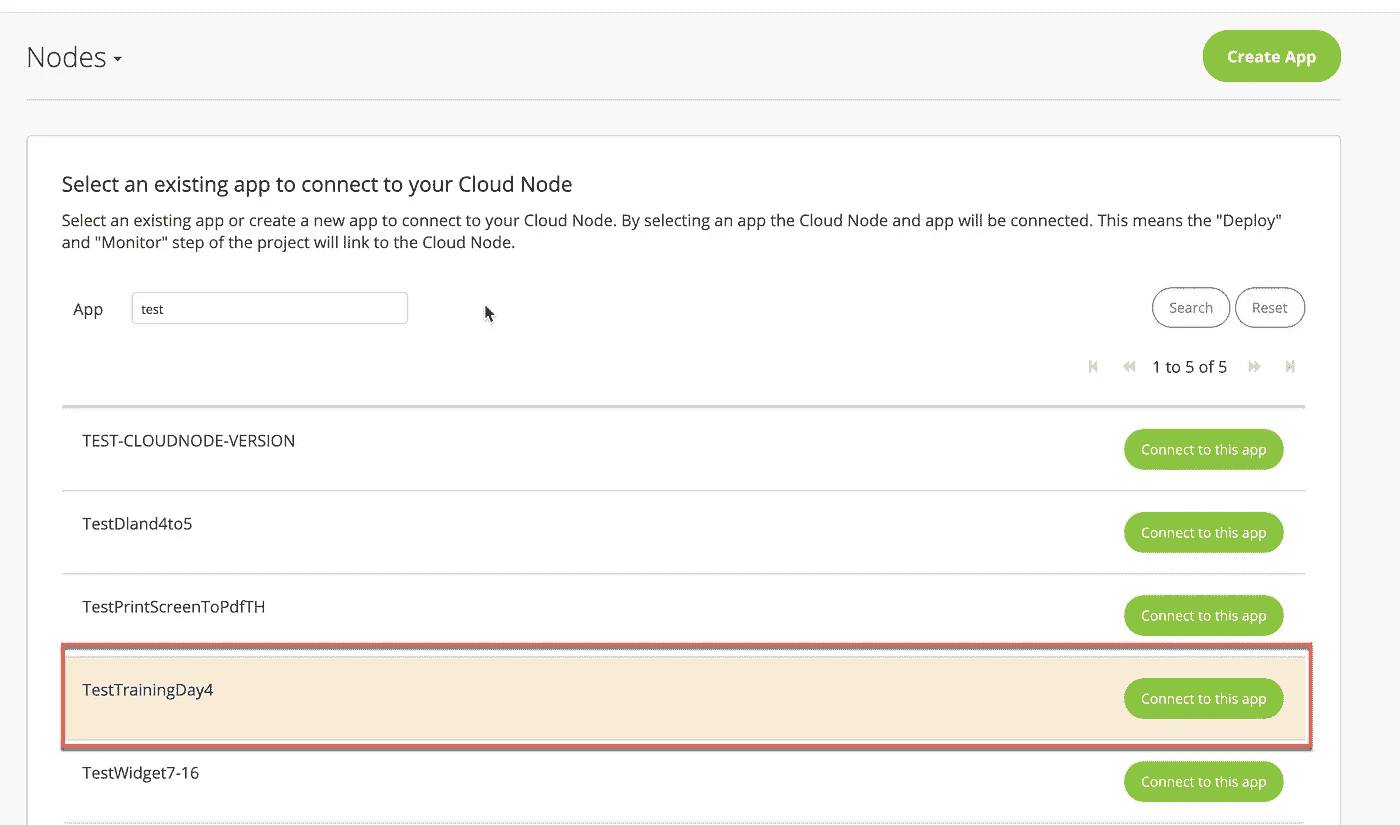 Nodes
Create App
Select an existing app to connect to your Cloud Node
Select an existing app or create a new app to connect to your Cloud Node. By selecting an app the Cloud Node and app will be connected. This means the "Deploy"
and "Monitor" step of the project will link to the Cloud Node.
App test Search Reset
1 to 5 of 5
TEST-CLOUDNODE-VERSION Connect to this app
TestDland4to5 Connect to this app
TestPrintScreenToPdfTH Connect to this app
TestTrainingDay4 Connect to this app
TestWidget7-16 Connect to this app